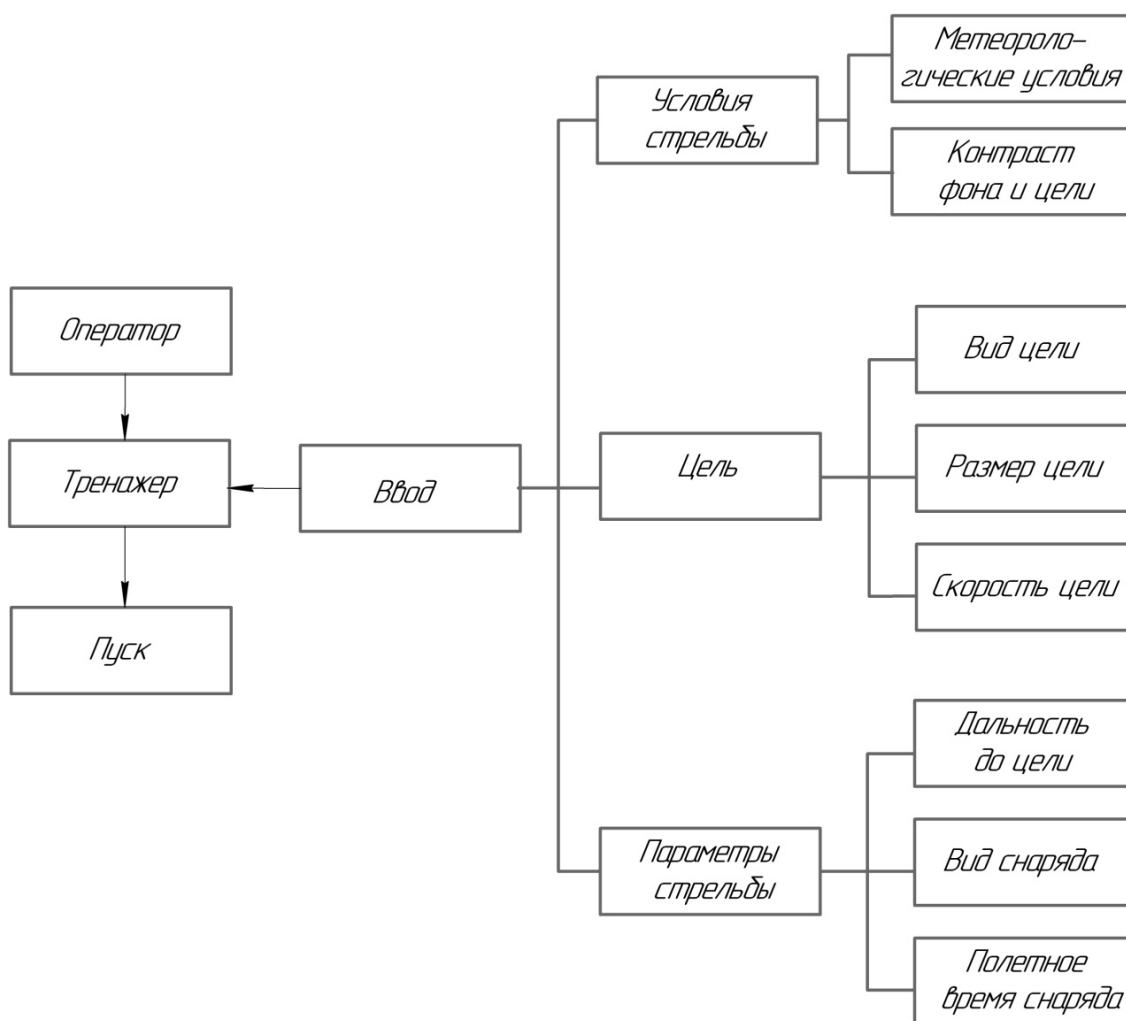 Метеороло-
гические условия
Условия
стрельбы
Контраст
фона и цели
Оператор
Вид цели
Тренажер
Ввод
Цель
Размер цели
Скорость цели
Пуск
Дальность
до цели
Параметры
стрельбы
Вид снаряда
Полетное
время снаряда